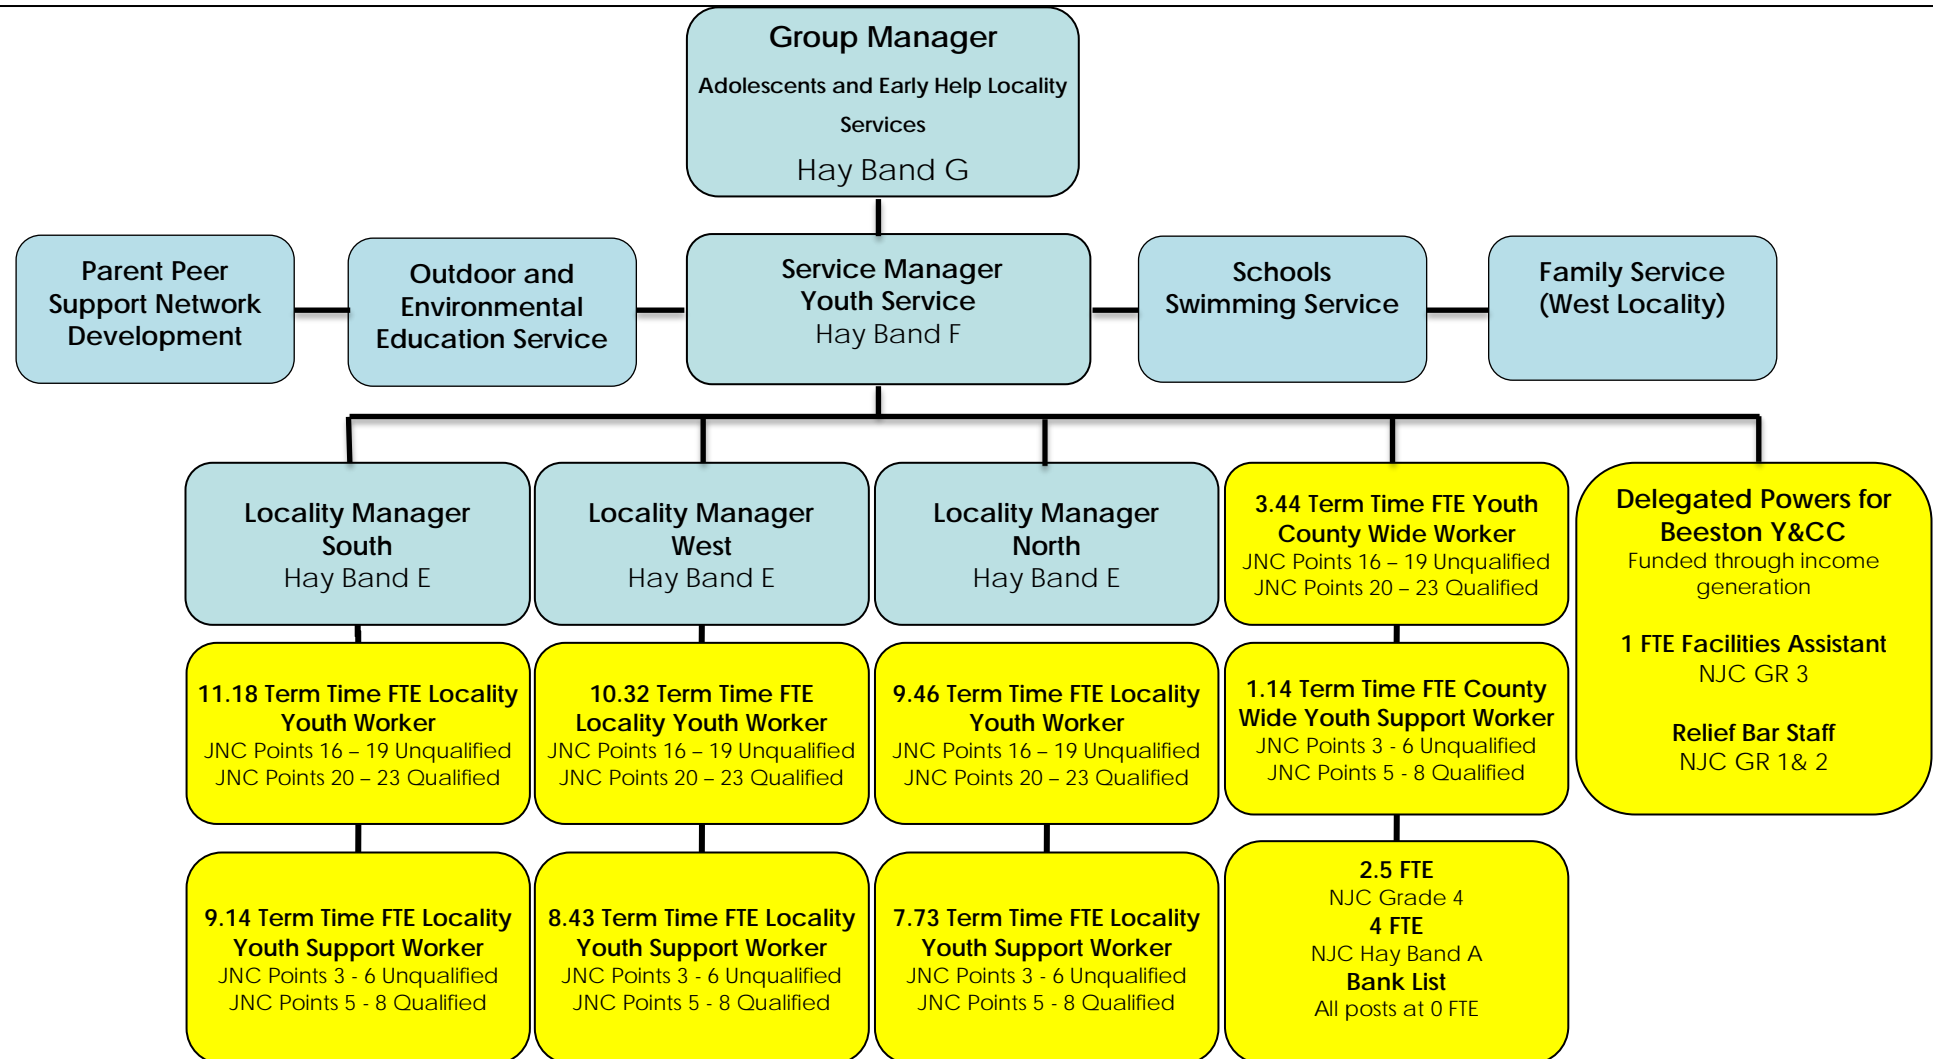 Group Manager
Adolescents and Early Help Locality
Services
Hay Band G
Parent Peer
Support Network
Development
Outdoor and
Environmental
Education Service
Service Manager
Youth Service
Hay Band F
Schools
Swimming Service
Family Service
(West Locality)
Locality Manager
South
Hay Band E
Locality Manager
West
Hay Band E
Locality Manager
North
Hay Band E
3.44 Term Time FTE Youth
County Wide Worker
JNC Points 16 – 19 Unqualified
JNC Points 20 – 23 Qualified
Delegated Powers for
Beeston Y&CC
Funded through income
generation
1 FTE Facilities Assistant
NJC GR 3
Relief Bar Staff
NJC GR 1& 2
11.18 Term Time FTE Locality
Youth Worker
JNC Points 16 – 19 Unqualified
JNC Points 20 – 23 Qualified
10.32 Term Time FTE
Locality Youth Worker
JNC Points 16 – 19 Unqualified
JNC Points 20 – 23 Qualified
9.46 Term Time FTE Locality
Youth Worker
JNC Points 16 – 19 Unqualified
JNC Points 20 – 23 Qualified
1.14 Term Time FTE County
Wide Youth Support Worker
JNC Points 3 - 6 Unqualified
JNC Points 5 - 8 Qualified
9.14 Term Time FTE Locality
Youth Support Worker
JNC Points 3 - 6 Unqualified
JNC Points 5 - 8 Qualified
8.43 Term Time FTE Locality
Youth Support Worker
JNC Points 3 - 6 Unqualified
JNC Points 5 - 8 Qualified
7.73 Term Time FTE Locality
Youth Support Worker
JNC Points 3 - 6 Unqualified
JNC Points 5 - 8 Qualified
2.5 FTE
NJC Grade 4
4 FTE
NJC Hay Band A
Bank List
All posts at 0 FTE